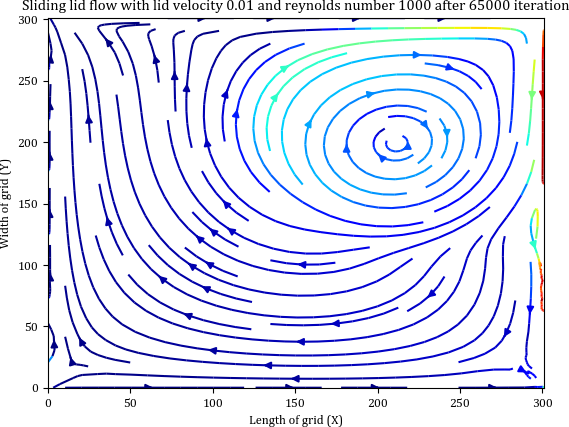 Sliding lid flow with lid velocity 0.01 and reynolds number 1000 after 65000 iteration
300
250
200
150
100
50
0
Width of grid (Y)
0 50 100 150 200 250 300
Length of grid (X)